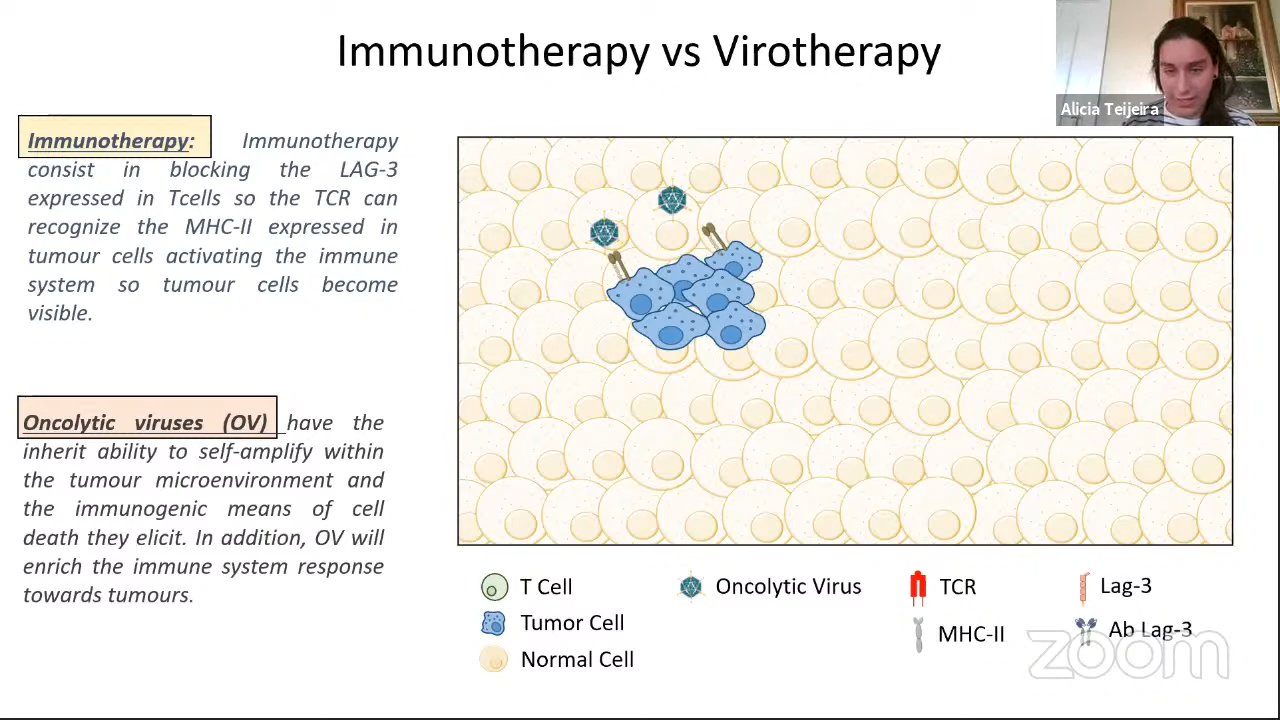 Immunotherapy vs Virotherapy
Alicia Teijeira
Immunotherapy: Immunotherapy
consist in blocking the LAG-3
expressed in Tcells so the TCR can
recognize the MHC-II expressed in
tumour cells activating the immune
system so tumour cells become
visible.
Oncolytic viruses (OV) have the
inherit ability to self-amplify within
the tumour microenvironment and
the immunogenic means of cell
death they elicit. In addition, OV will
enrich the immune system response
towards tumours.
T Cell
Tumor Cell
Normal Cell
Oncolytic Virus
TCR
MHC-II
Lag-3
Ab Lag-3
zoom